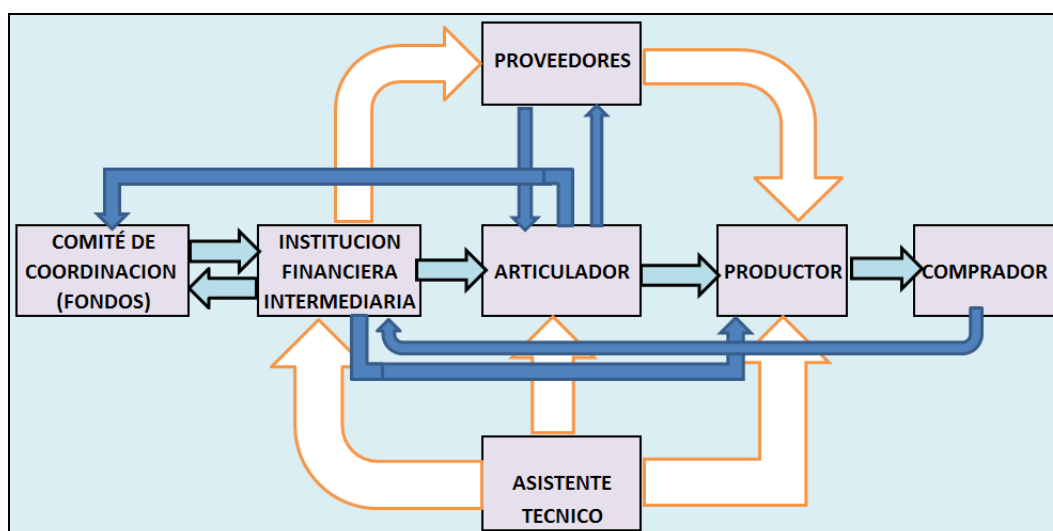 PROVEEDORES
COMITÉ DE
COORDINACION
(FONDOS)
INSTITUCION
FINANCIERA
INTERMEDIARIA
ARTICULADOR
PRODUCTOR
COMPRADOR
ASISTENTE
TECNICO